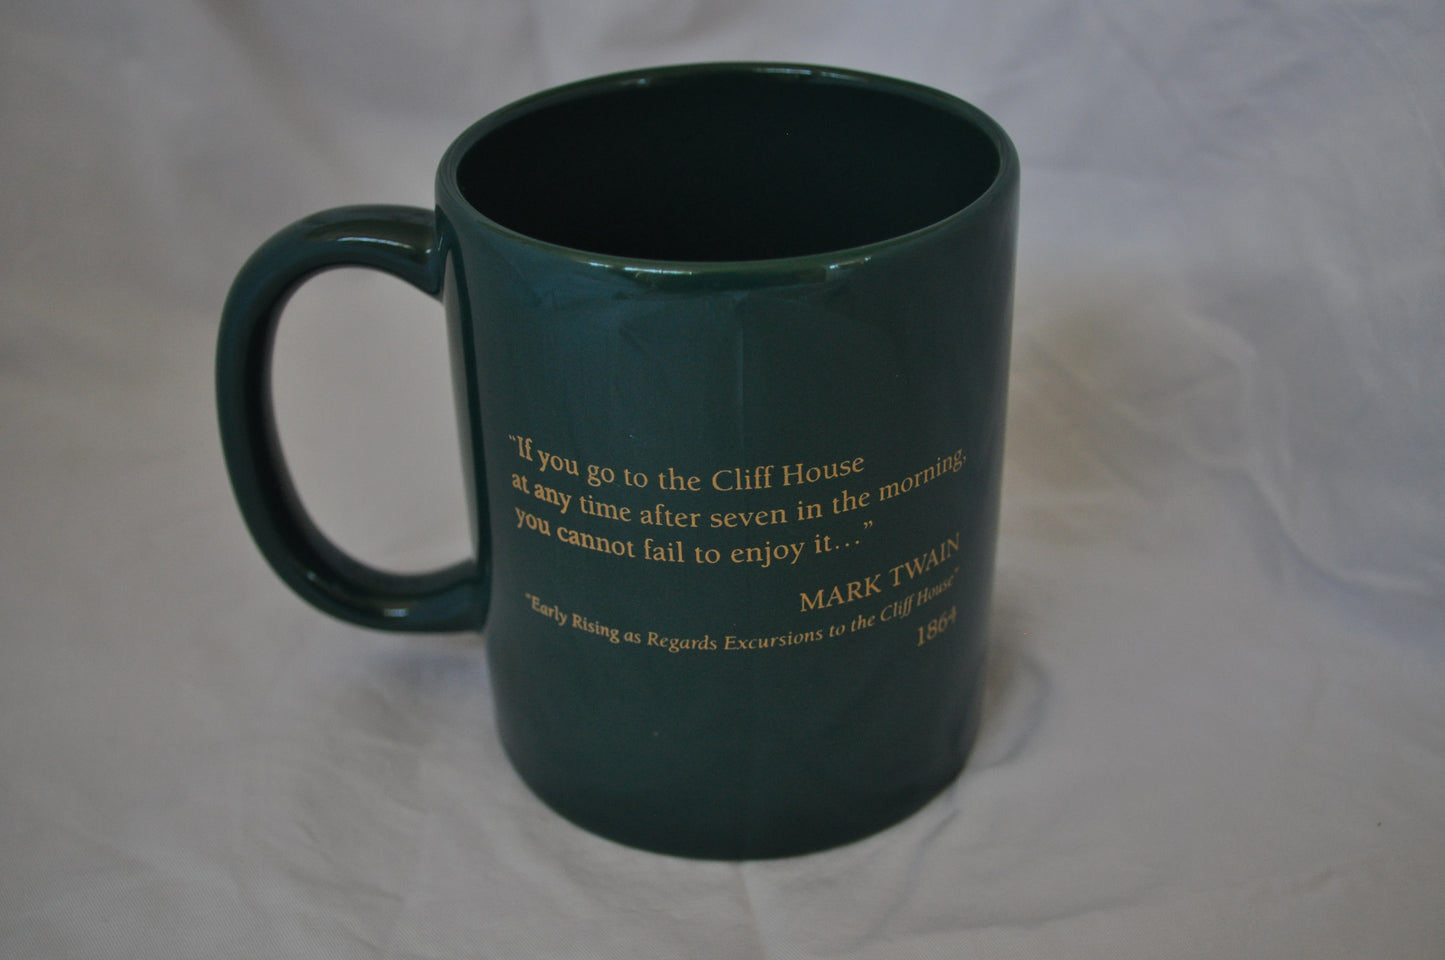 "If you go to the Cliff House
at any time after seven in the morning,
you cannot fail to enjoy it..."
MARK TWAIN
"Early Rising as Regards Excursions to the Cliff House"
1864